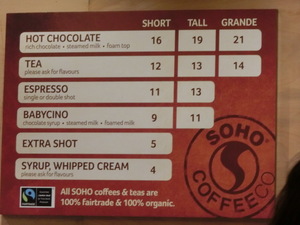 SHORT TALL GRANDE
HOT CHOCOLATE 16 19 21
rich chocolate • steamed milk • foam top
TEA 12 13 14
please ask for flavours
ESPRESSO 11 13
single or double shot
BABYCINO 9 11
chocolate syrup • steamed milk • foamed milk
EXTRA SHOT 5
SYRUP, WHIPPED CREAM 4
please ask for flavours
SOHO
COFFEE CO
FAIRTRADE
All SOHO coffees & teas are
100% fairtrade & 100% organic.